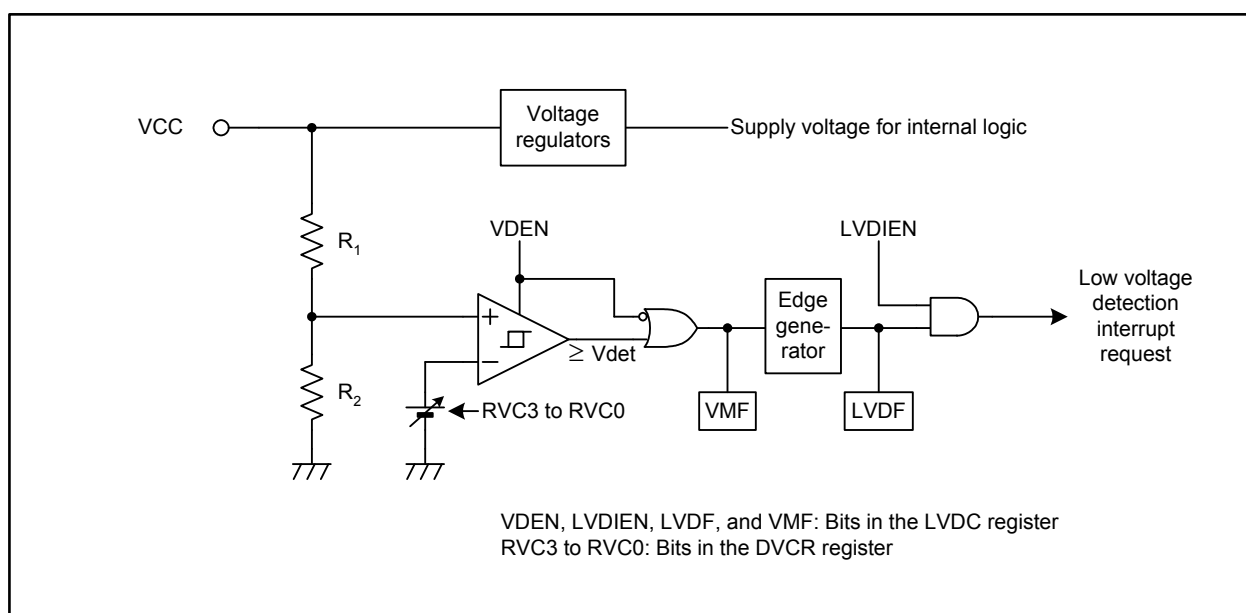 VCC
Voltage
regulators
Supply voltage for internal logic
R1
VDEN
LVDIEN
Low voltage
detection
interrupt
request
Edge
gene-
rator
+
−
≥ Vdet
R2
RVC3 to RVC0
VMF
LVDF
VDEN, LVDIEN, LVDF, and VMF: Bits in the LVDC register
RVC3 to RVC0: Bits in the DVCR register